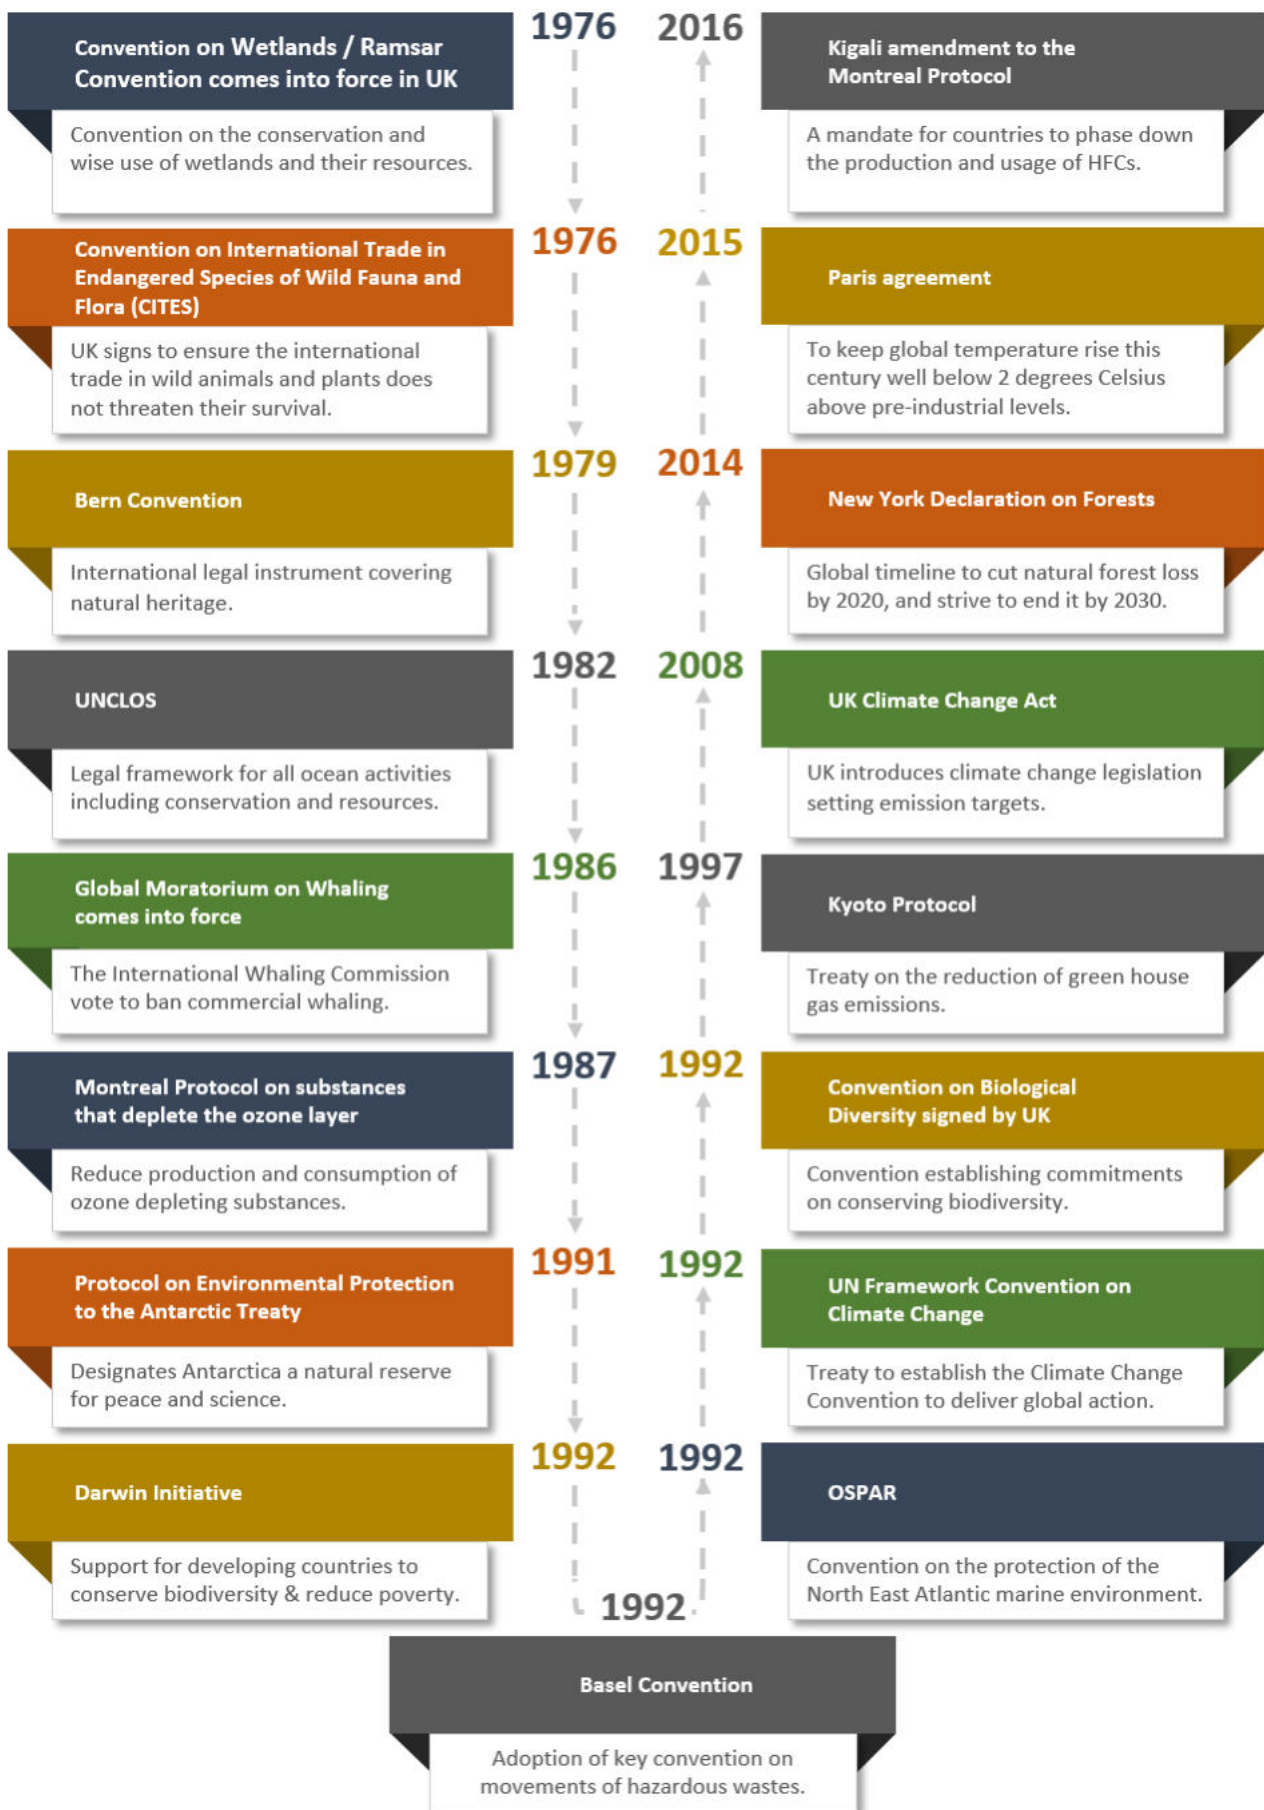 1976
Convention on Wetlands / Ramsar
Convention comes into force in UK
Convention on the conservation and
wise use of wetlands and their resources.
1976
Convention on International Trade in
Endangered Species of Wild Fauna and
Flora (CITES)
UK signs to ensure the international
trade in wild animals and plants does
not threaten their survival.
1979
Bern Convention
International legal instrument covering
natural heritage.
1982
UNCLOS
Legal framework for all ocean activities
including conservation and resources.
1986
Global Moratorium on Whaling
comes into force
The International Whaling Commission
vote to ban commercial whaling.
1987
Montreal Protocol on substances
that deplete the ozone layer
Reduce production and consumption of
ozone depleting substances.
1991
Protocol on Environmental Protection
to the Antarctic Treaty
Designates Antarctica a natural reserve
for peace and science.
1992
Darwin Initiative
Support for developing countries to
conserve biodiversity & reduce poverty.
1992
Basel Convention
Adoption of key convention on
movements of hazardous wastes.
1992
OSPAR
Convention on the protection of the
North East Atlantic marine environment.
1992
UN Framework Convention on
Climate Change
Treaty to establish the Climate Change
Convention to deliver global action.
1992
Convention on Biological
Diversity signed by UK
Convention establishing commitments
on conserving biodiversity.
1997
Kyoto Protocol
Treaty on the reduction of green house
gas emissions.
2008
UK Climate Change Act
UK introduces climate change legislation
setting emission targets.
2014
New York Declaration on Forests
Global timeline to cut natural forest loss
by 2020, and strive to end it by 2030.
2015
Paris agreement
To keep global temperature rise this
century well below 2 degrees Celsius
above pre-industrial levels.
2016
Kigali amendment to the
Montreal Protocol
A mandate for countries to phase down
the production and usage of HFCs.